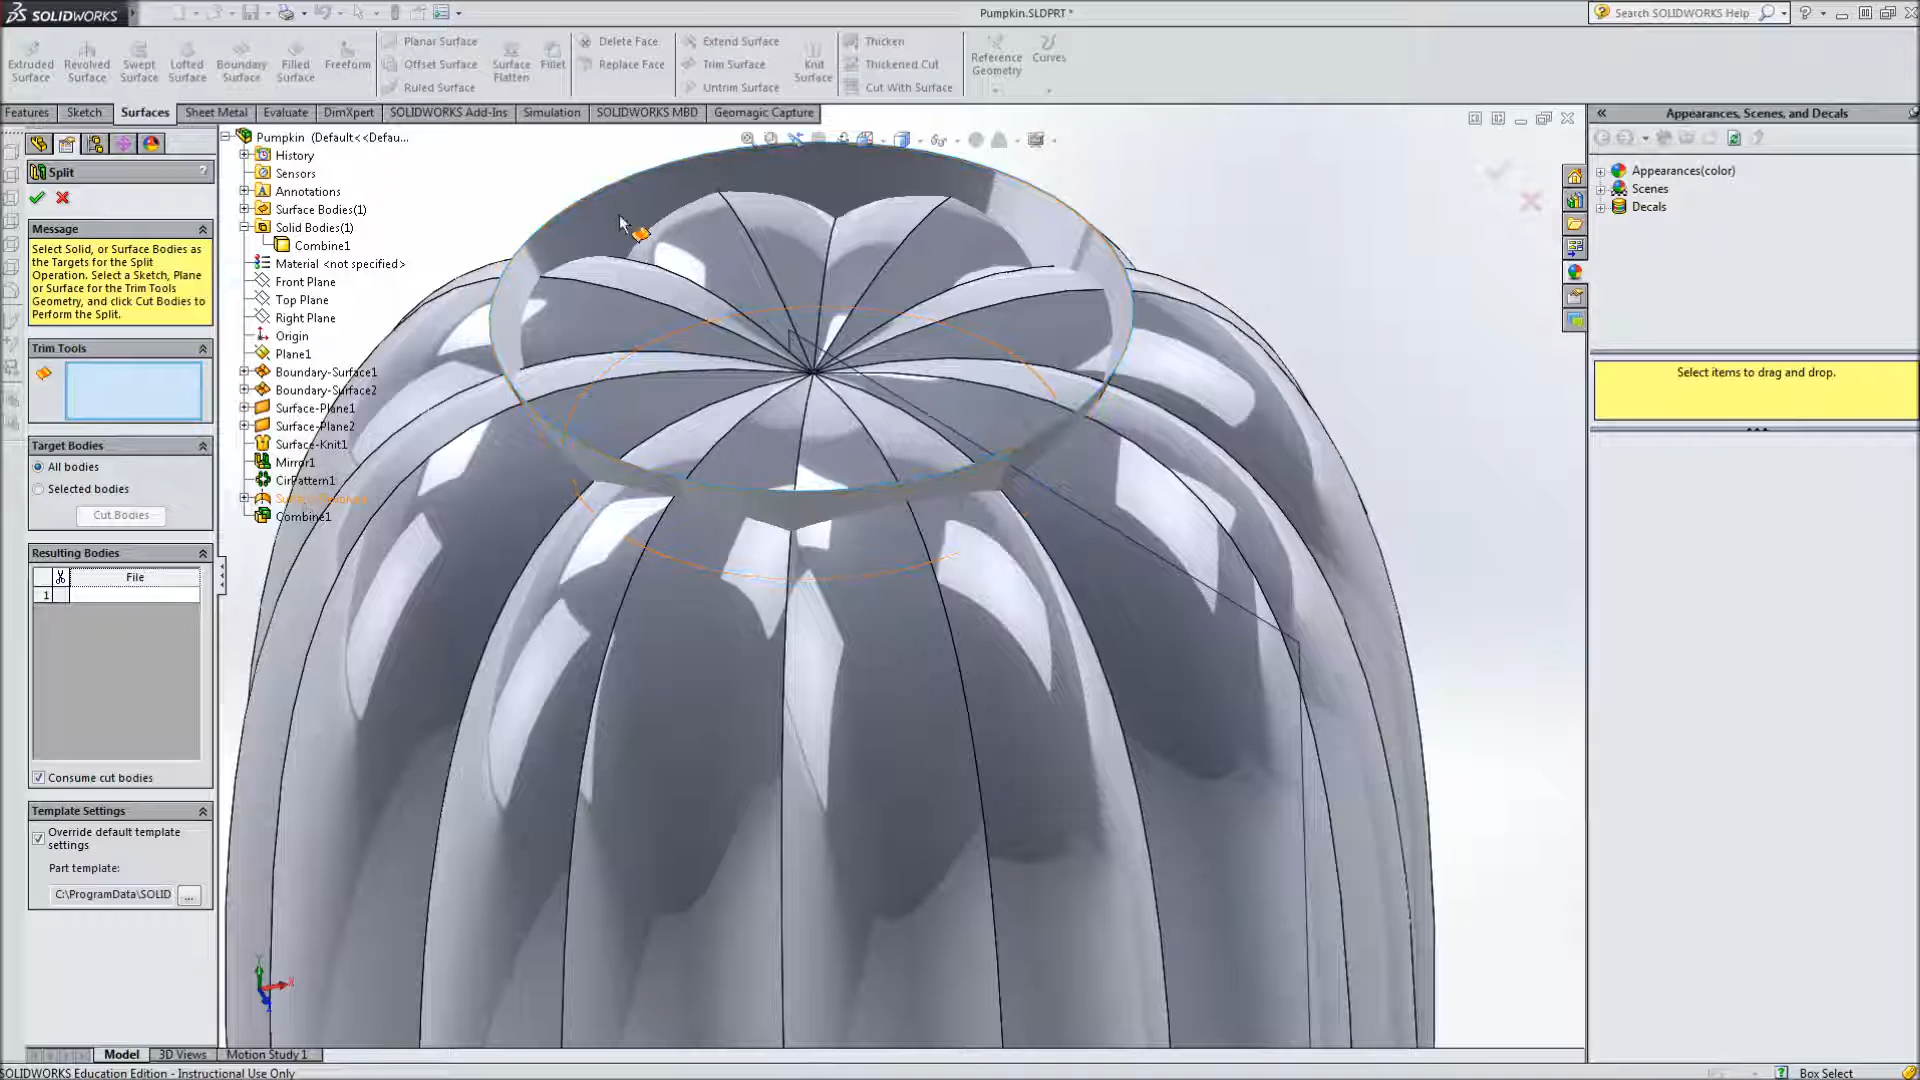 SOLIDWORKS
Pumpkin.SLDPRT *
Search SOLIDWORKS Help
Extruded Surface
Revolved Surface
Swept Surface
Lofted Surface
Boundary Surface
Filled Surface
Freeform
Planar Surface
Offset Surface
Ruled Surface
Surface Flatten
Fillet
Delete Face
Replace Face
Extend Surface
Trim Surface
Untrim Surface
Knit Surface
Thicken
Thickened Cut
Cut With Surface
Reference Geometry
Curves
Features
Sketch
Surfaces
Sheet Metal
Evaluate
DimXpert
SOLIDWORKS Add-Ins
Simulation
SOLIDWORKS MBD
Geomagic Capture
Split
?
Message
Select Solid, or Surface Bodies as
the Targets for the Split
Operation. Select a Sketch, Plane
or Surface for the Trim Tools
Geometry, and click Cut Bodies to
Perform the Split.
Trim Tools
Target Bodies
All bodies
Selected bodies
Cut Bodies
Resulting Bodies
File
1
Consume cut bodies
Template Settings
Override default template
settings
Part template:
C:\ProgramData\SOLID
...
Pumpkin (Default<<Defau...
History
Sensors
Annotations
Surface Bodies(1)
Solid Bodies(1)
Combine1
Material <not specified>
Front Plane
Top Plane
Right Plane
Origin
Plane1
Boundary-Surface1
Boundary-Surface2
Surface-Plane1
Surface-Plane2
Surface-Knit1
Mirror1
CirPattern1
Combine1
Appearances, Scenes, and Decals
Appearances(color)
Scenes
Decals
Select items to drag and drop.
Model
3D Views
Motion Study 1
SOLIDWORKS Education Edition - Instructional Use Only
Box Select